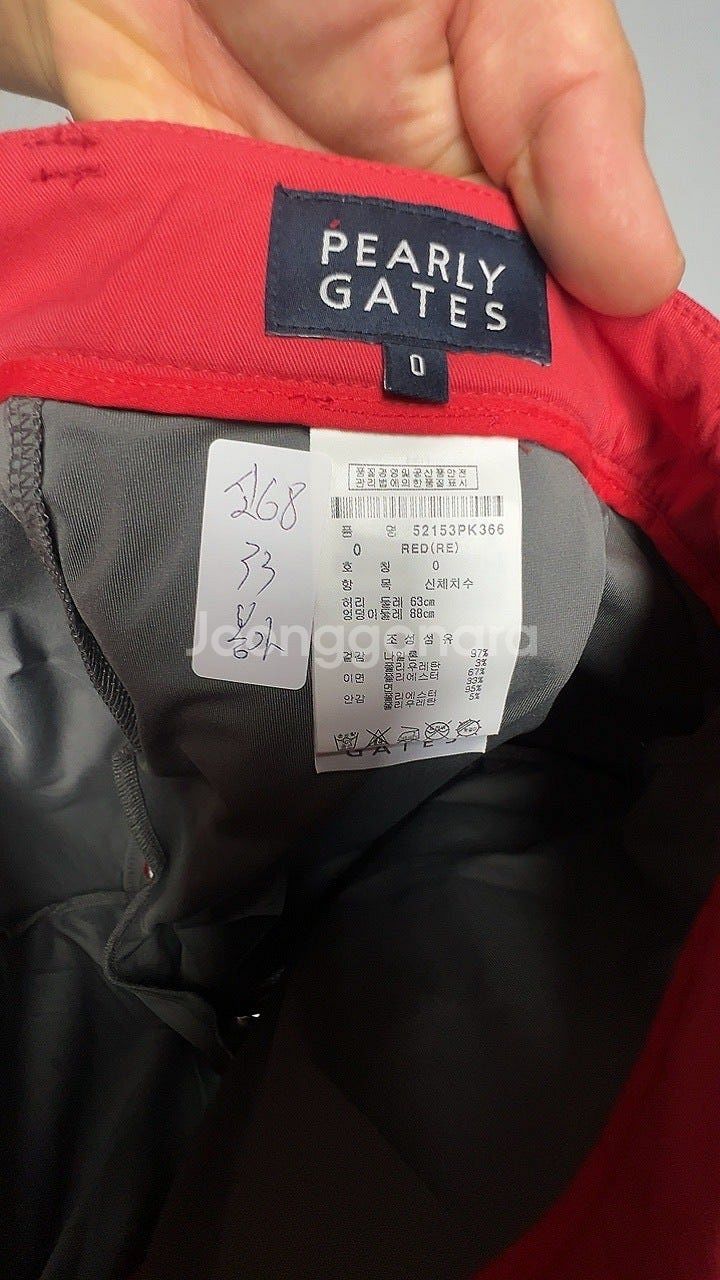 PEARLY
GATES
0
268
33
품질경영및공산품안전
관리법에의한품질표시
품 명 52153PK366
0 RED(RE)
호 칭 0
항 목 신체치수
허리 둘레 63cm
엉덩이둘레 88cm
조성섬유
겉감 나일론 97%
폴리우레탄 3%
이면 폴리에스터 67%
모 33%
안감 폴리에스터 95%
폴리우레탄 5%
GATES
Joonggonara